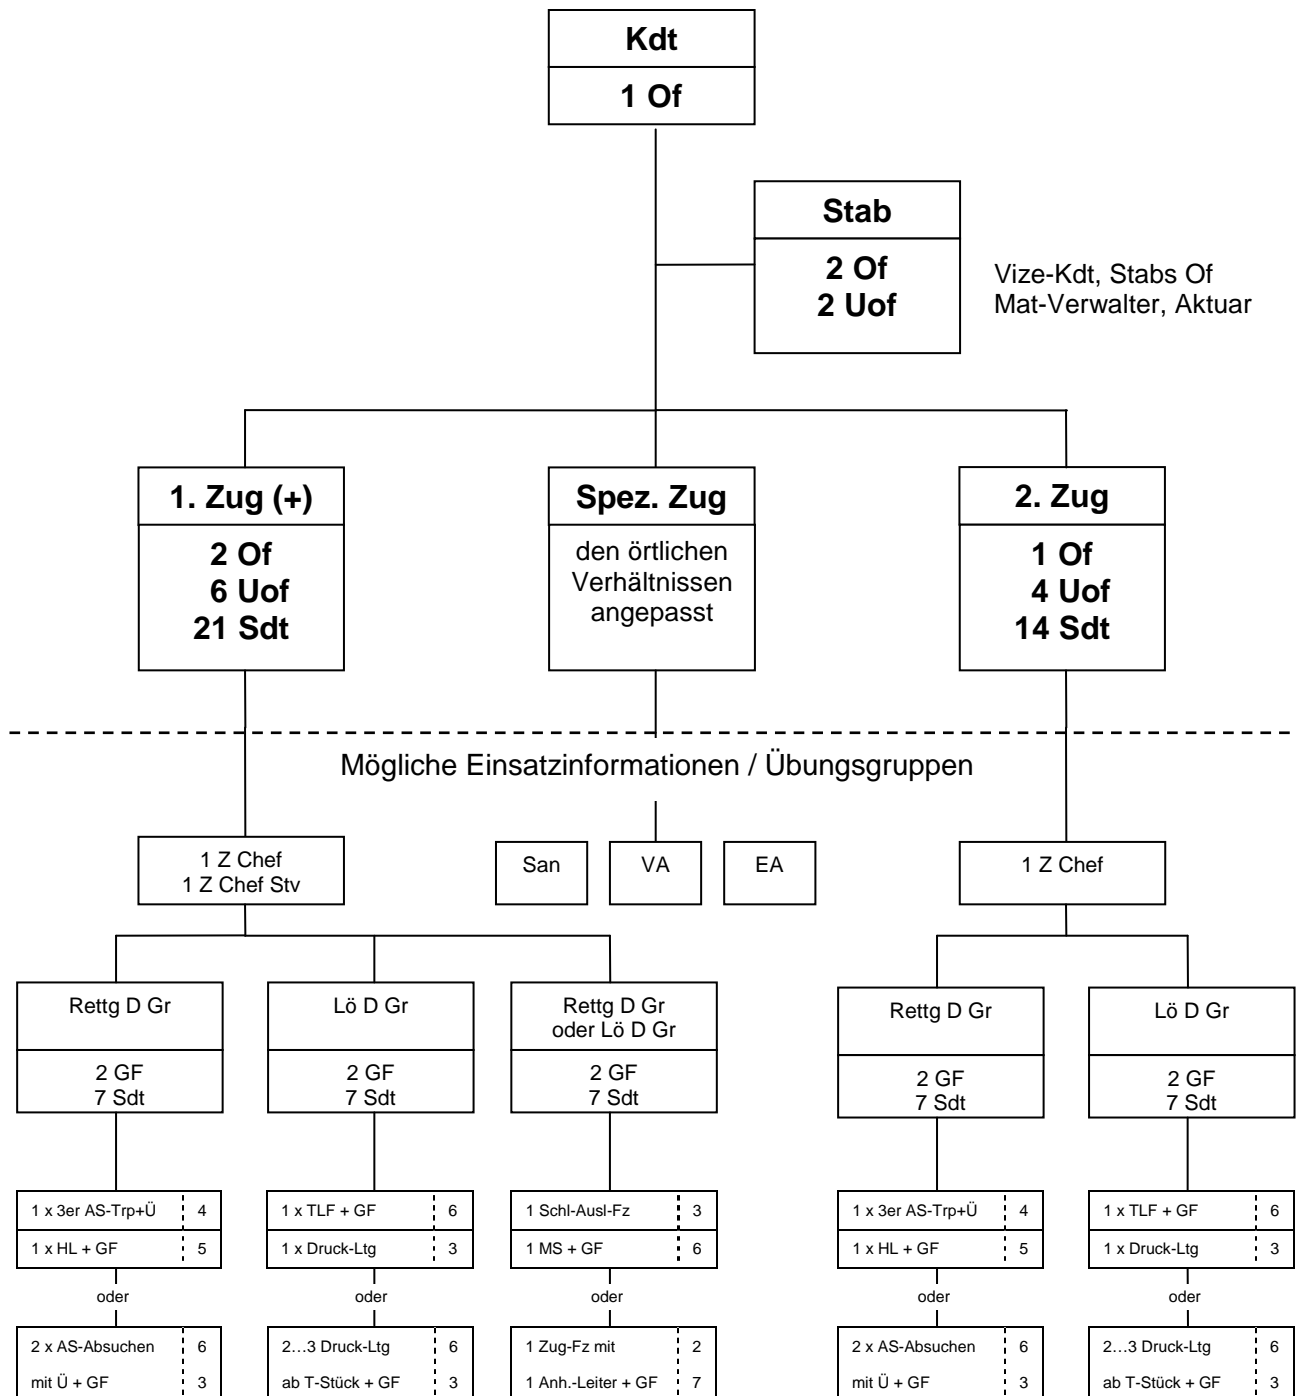 Kdt
1 Of
Stab
2 Of
2 Uof
Vize-Kdt, Stabs Of
Mat-Verwalter, Aktuar
1. Zug (+)
2 Of
6 Uof
21 Sdt
Spez. Zug
den örtlichen
Verhältnissen
angepasst
2. Zug
1 Of
4 Uof
14 Sdt
Mögliche Einsatzinformationen / Übungsgruppen
1 Z Chef
1 Z Chef Stv
San
VA
EA
1 Z Chef
Rettg D Gr
2 GF
7 Sdt
Lö D Gr
2 GF
7 Sdt
Rettg D Gr
oder Lö D Gr
2 GF
7 Sdt
Rettg D Gr
2 GF
7 Sdt
Lö D Gr
2 GF
7 Sdt
1 x 3er AS-Trp+Ü 4
1 x HL + GF 5
oder
2 x AS-Absuchen 6
mit Ü + GF 3
1 x TLF + GF 6
1 x Druck-Ltg 3
oder
2…3 Druck-Ltg 6
ab T-Stück + GF 3
1 Schl-Ausl-Fz 3
1 MS + GF 6
oder
1 Zug-Fz mit 2
1 Anh.-Leiter + GF 7
1 x 3er AS-Trp+Ü 4
1 x HL + GF 5
oder
2 x AS-Absuchen 6
mit Ü + GF 3
1 x TLF + GF 6
1 x Druck-Ltg 3
oder
2…3 Druck-Ltg 6
ab T-Stück + GF 3